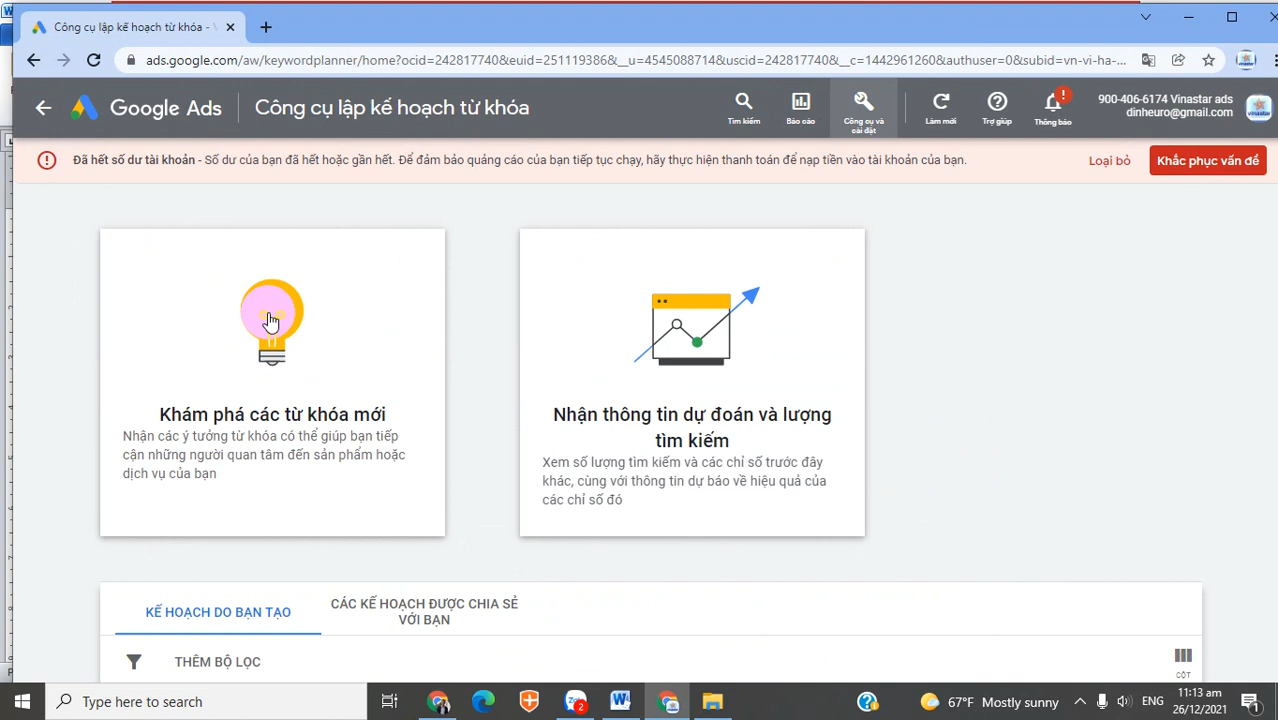 Công cụ lập kế hoạch từ khóa - V
ads.google.com/aw/keywordplanner/home?ocid=242817740&euid=251119386&__u=4545088714&uscid=242817740&__c=1442961260&authuser=0&subid=vn-vi-ha-...
Google Ads
Công cụ lập kế hoạch từ khóa
Tìm kiếm
Báo cáo
Công cụ và
cài đặt
Làm mới
Trợ giúp
Thông báo
900-406-6174 Vinastar ads
dinheuro@gmail.com
Đã hết số dư tài khoản - Số dư của bạn đã hết hoặc gần hết. Để đảm bảo quảng cáo của bạn tiếp tục chạy, hãy thực hiện thanh toán để nạp tiền vào tài khoản của bạn.
Loại bỏ
Khắc phục vấn đề
Khám phá các từ khóa mới
Nhận các ý tưởng từ khóa có thể giúp bạn tiếp
cận những người quan tâm đến sản phẩm hoặc
dịch vụ của bạn
Nhận thông tin dự đoán và lượng
tìm kiếm
Xem số lượng tìm kiếm và các chỉ số trước đây
khác, cùng với thông tin dự báo về hiệu quả của
các chỉ số đó
KẾ HOẠCH DO BẠN TẠO
CÁC KẾ HOẠCH ĐƯỢC CHIA SẺ
VỚI BẠN
THÊM BỘ LỌC
CỘT
Type here to search
2
67°F Mostly sunny
ENG
11:13 am
26/12/2021
1